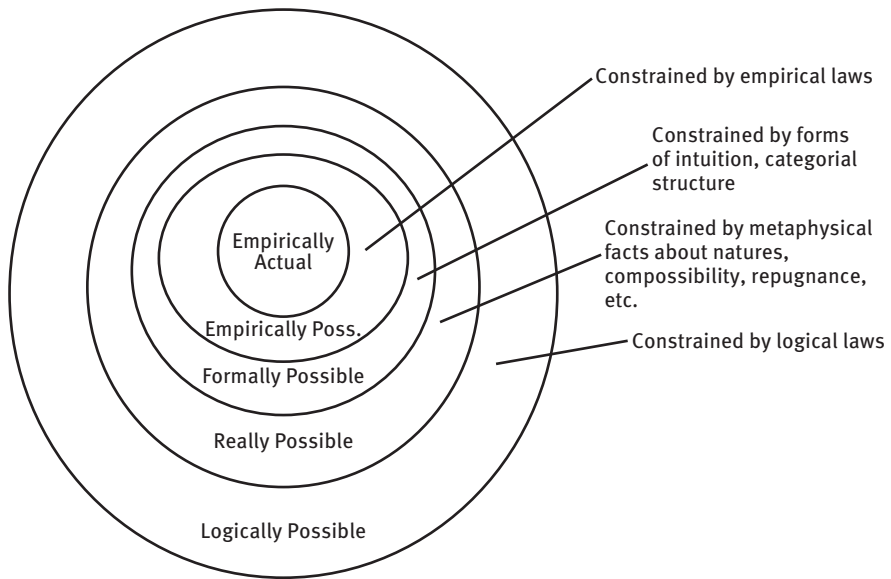 Constrained by empirical laws
Constrained by forms
of intuition, categorial
structure
Constrained by metaphysical
facts about natures,
compossibility, repugnance,
etc.
Constrained by logical laws
Empirically
Actual
Empirically Poss.
Formally Possible
Really Possible
Logically Possible